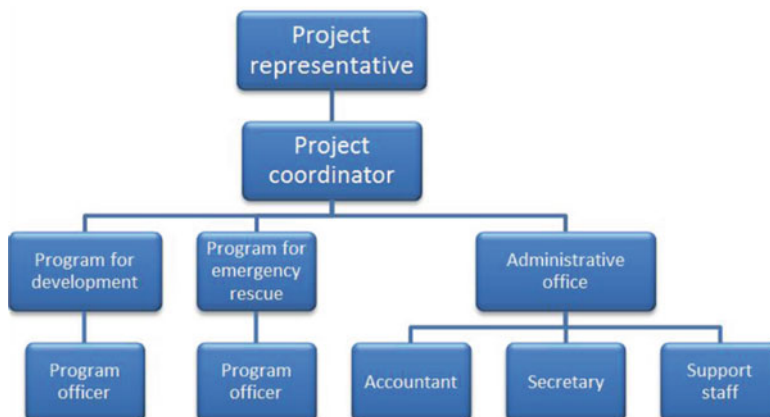 Project
representative
Project
coordinator
Program for
development
Program for
emergency
rescue
Administrative
office
Program
officer
Program
officer
Accountant
Secretary
Support
staff